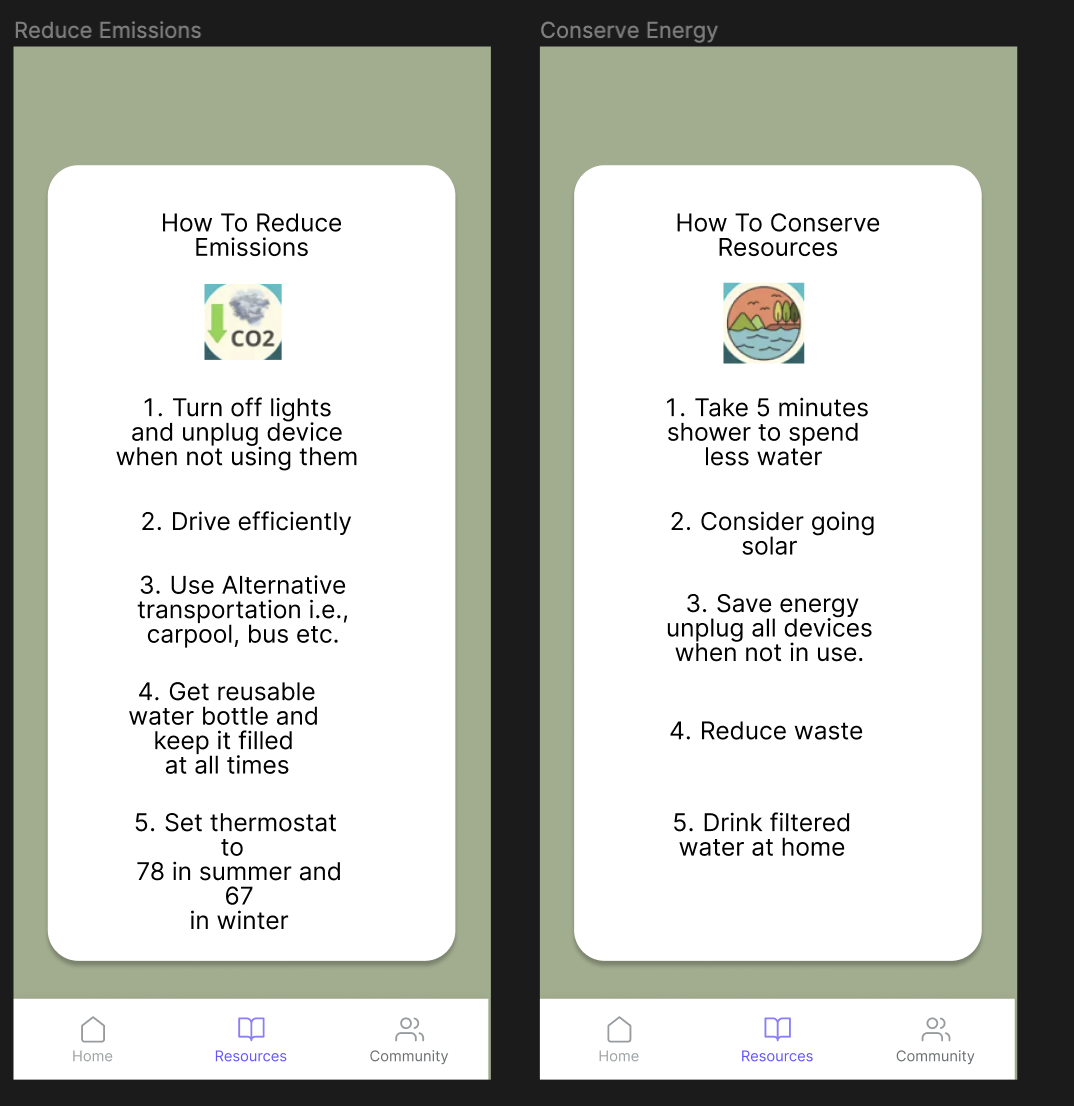 Reduce Emissions
How To Reduce
Emissions
CO2
1. Turn off lights
and unplug device
when not using them
2. Drive efficiently
3. Use Alternative
transportation i.e.,
carpool, bus etc.
4. Get reusable
water bottle and
keep it filled
at all times
5. Set thermostat
to
78 in summer and
67
in winter
Home
Resources
Community
Conserve Energy
How To Conserve
Resources
1. Take 5 minutes
shower to spend
less water
2. Consider going
solar
3. Save energy
unplug all devices
when not in use.
4. Reduce waste
5. Drink filtered
water at home
Home
Resources
Community